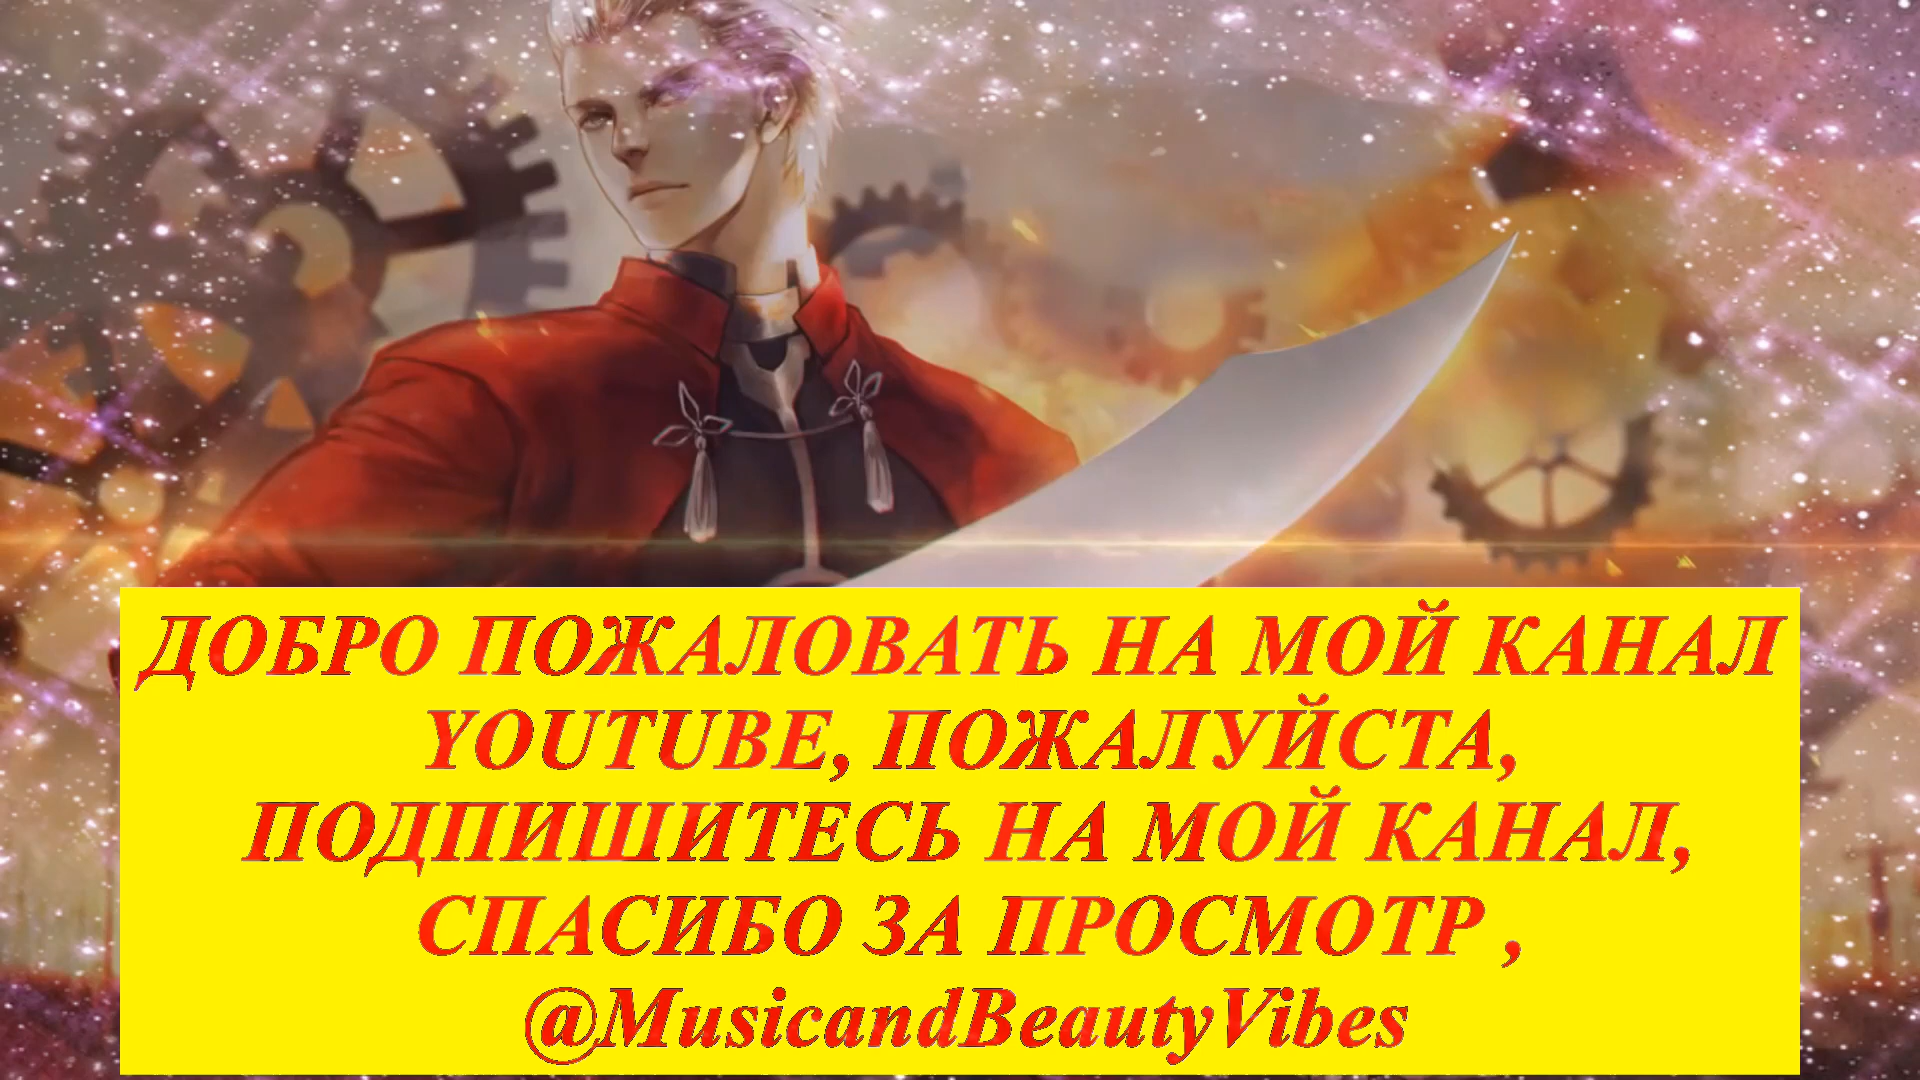 ДОБРО ПОЖАЛОВАТЬ НА МОЙ КАНАЛ
YOUTUBE, ПОЖАЛУЙСТА,
ПОДПИШИТЕСЬ НА МОЙ КАНАЛ,
СПАСИБО ЗА ПРОСМОТР ,
@MusicandBeautyVibes